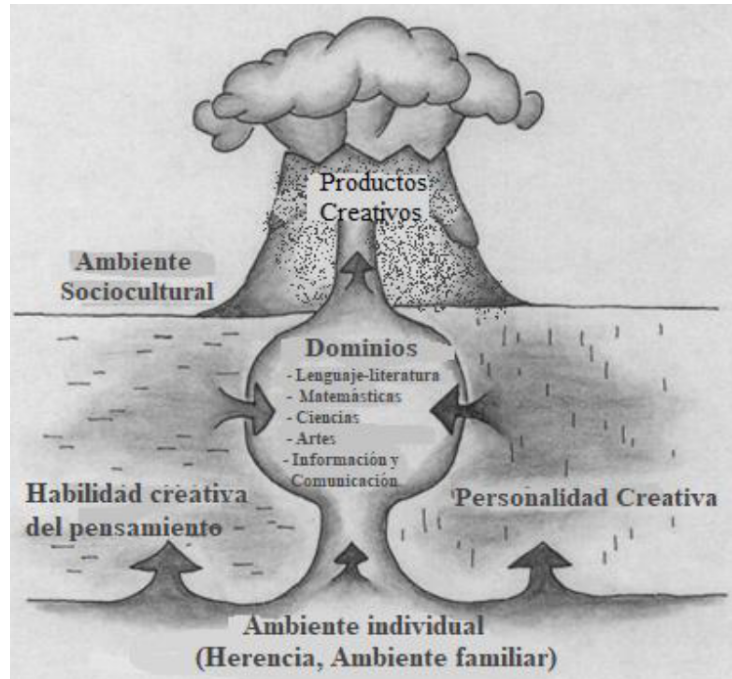 Productos
Creativos
Ambiente
Sociocultural
Dominios
- Lenguaje-literatura
- Matemásticas
- Ciencias
- Artes
- Información y
Comunicación
Habilidad creativa
del pensamiento
Personalidad Creativa
Ambiente individual
(Herencia, Ambiente familiar)